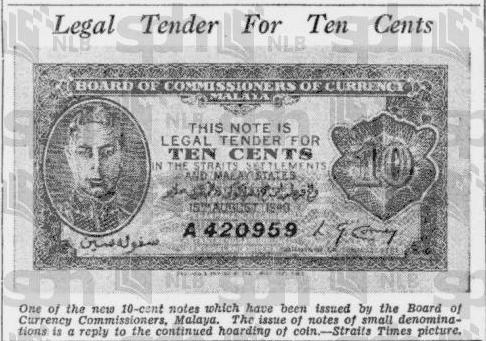 Legal Tender For Ten Cents
BOARD OF COMMISSIONERS OF CURRENCY
MALAYA
THIS NOTE IS
LEGAL TENDER FOR
TEN CENTS
IN THE STRAITS SETTLEMENTS
AND MALAY STATES
10
15TH AUGUST 1940
A 420959
سڤوله سين
One of the new 10-cent notes which have been issued by the Board of
Currency Commissioners, Malaya. The issue of notes of small denomina-
tions is a reply to the continued hoarding of coin.—Straits Times picture.